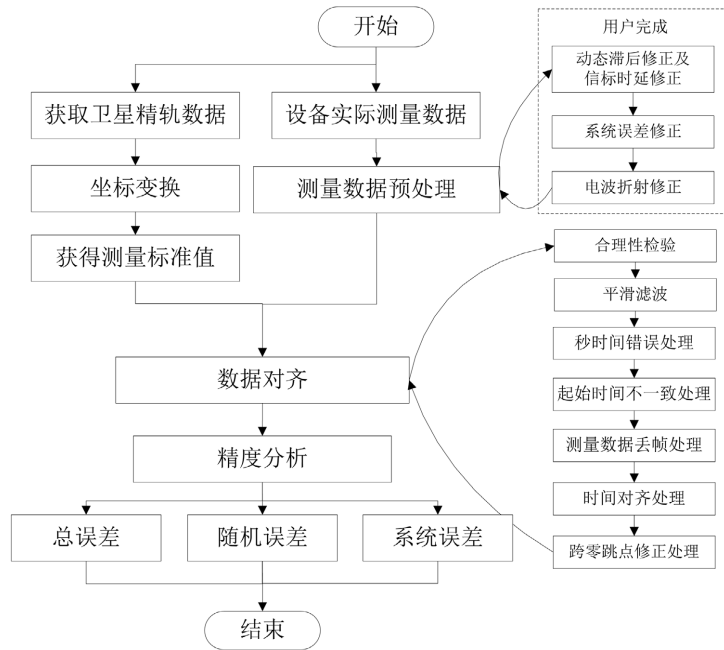 开始
获取卫星精轨数据
坐标变换
获得测量标准值
设备实际测量数据
测量数据预处理
用户完成
动态滞后修正及
信标时延修正
系统误差修正
电波折射修正
数据对齐
合理性检验
平滑滤波
秒时间错误处理
起始时间不一致处理
测量数据丢帧处理
时间对齐处理
跨零跳点修正处理
精度分析
总误差
随机误差
系统误差
结束